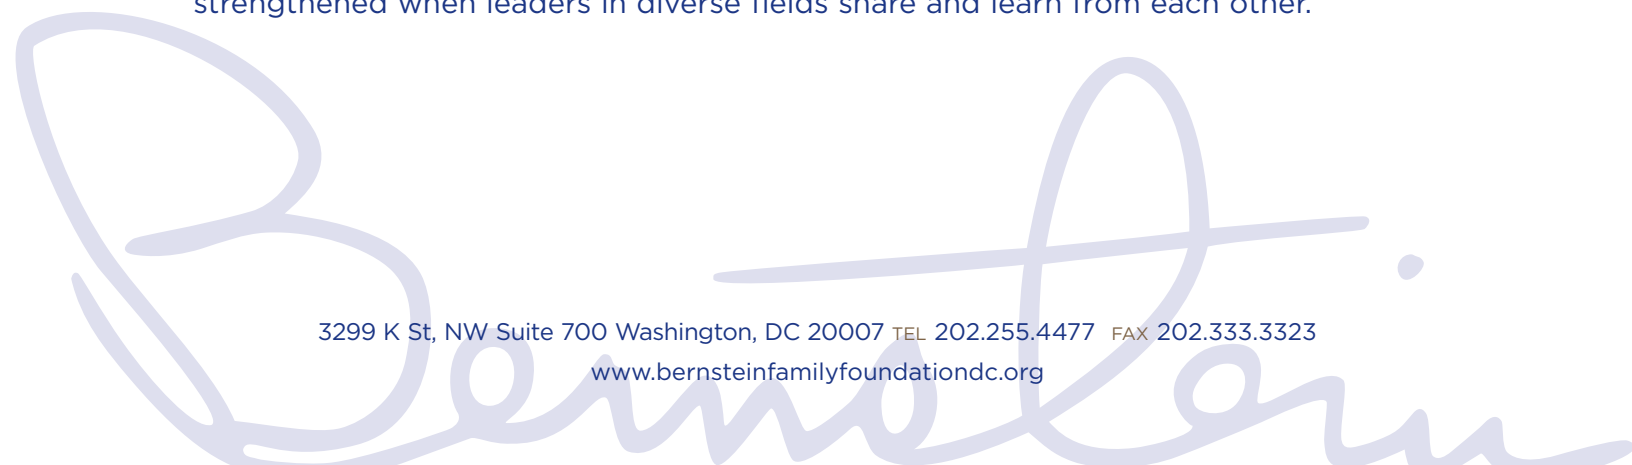 strengthened when leaders in diverse fields share and learn from each other.
3299 K St, NW Suite 700 Washington, DC 20007 TEL 202.255.4477 FAX 202.333.3323
www.bernsteinfamilyfoundationdc.org
Bernstein